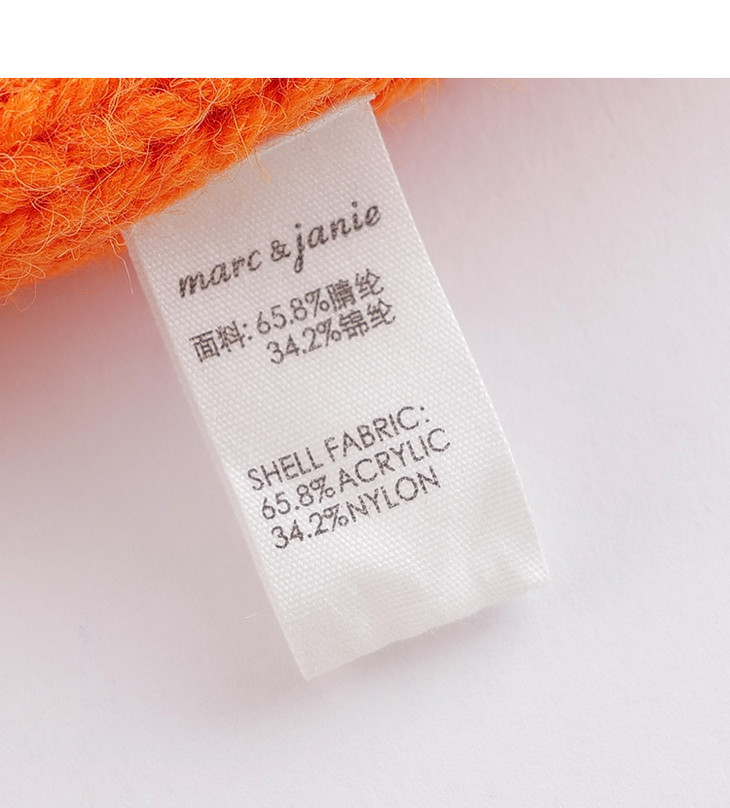 marc & janie
面料: 65.8%腈纶
34.2%锦纶
SHELL FABRIC:
65.8% ACRYLIC
34.2%NYLON